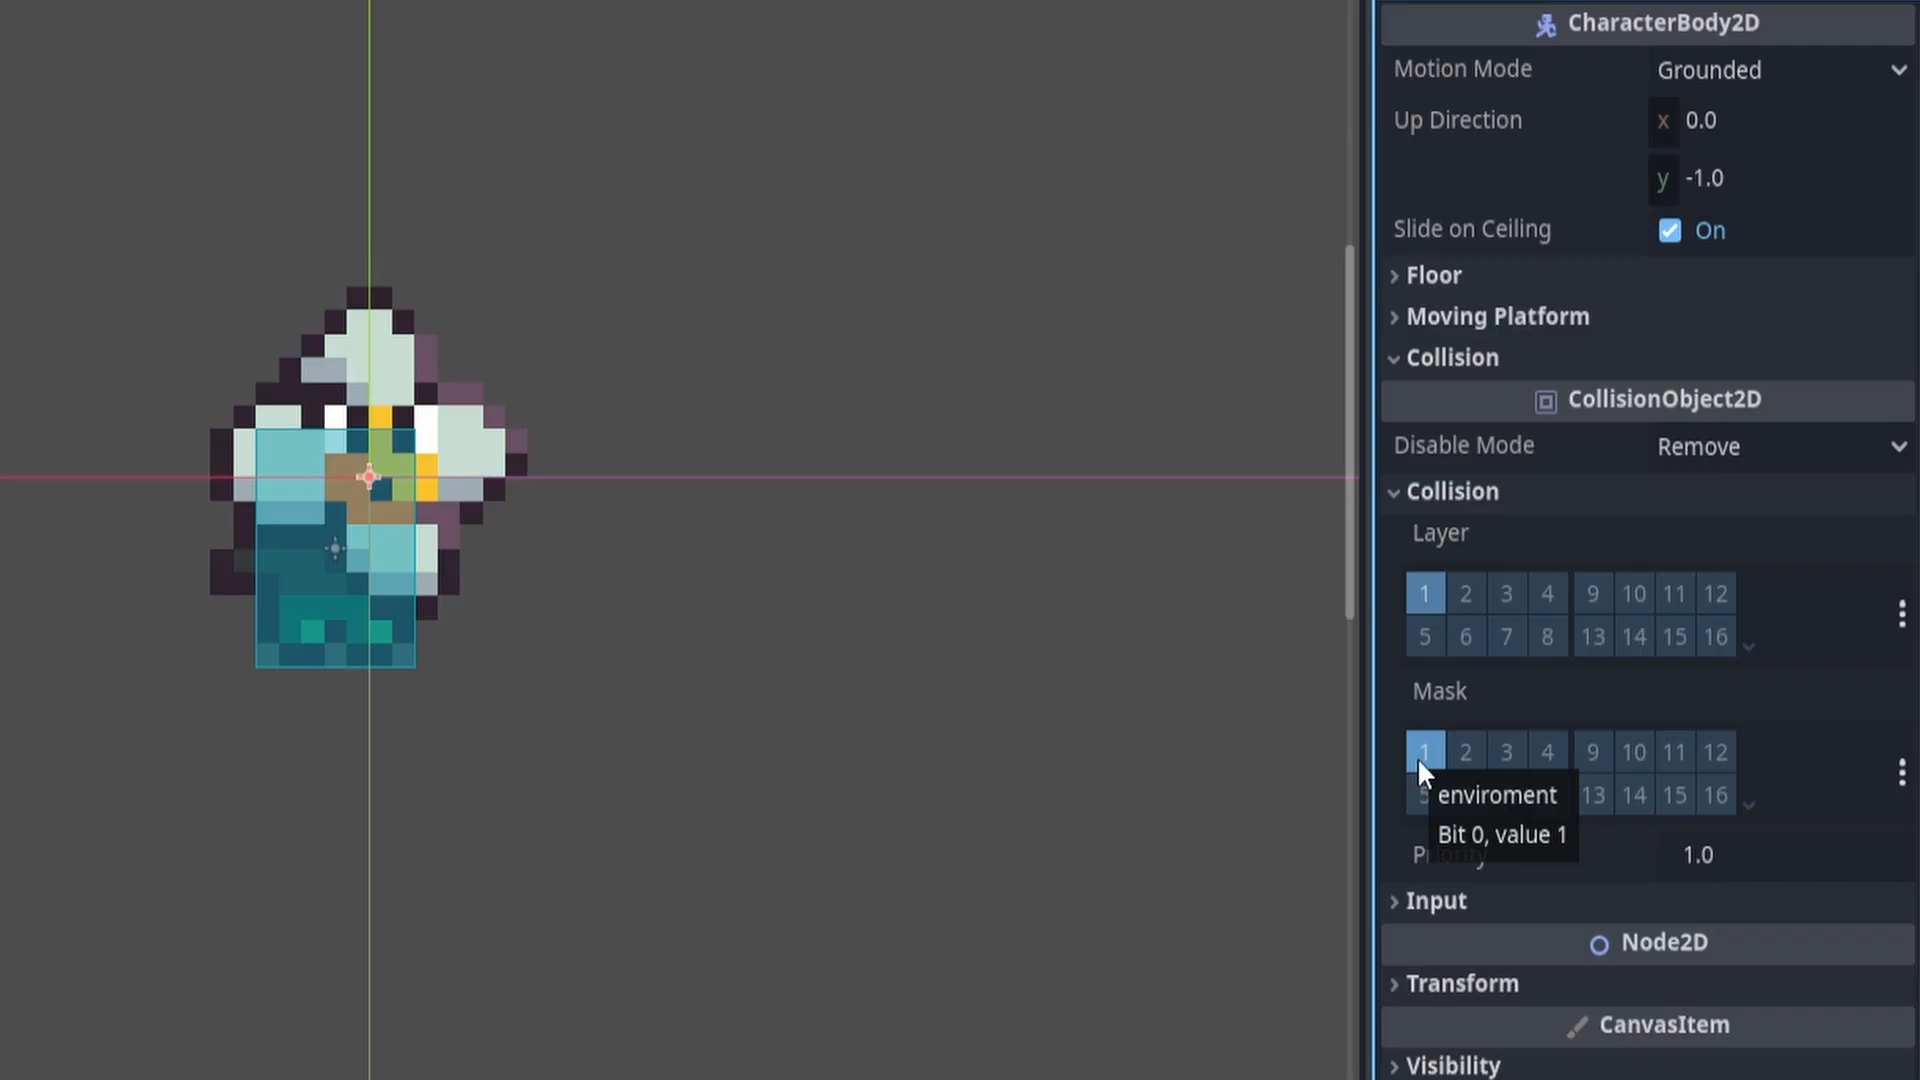 CharacterBody2D
Motion Mode Grounded
Up Direction x 0.0
y -1.0
Slide on Ceiling On
Floor
Moving Platform
Collision
CollisionObject2D
Disable Mode Remove
Collision
Layer
1 2 3 4 9 10 11 12
5 6 7 8 13 14 15 16
Mask
1 2 3 4 9 10 11 12
5 13 14 15 16
enviroment
Bit 0, value 1
Priority 1.0
Input
Node2D
Transform
CanvasItem
Visibility